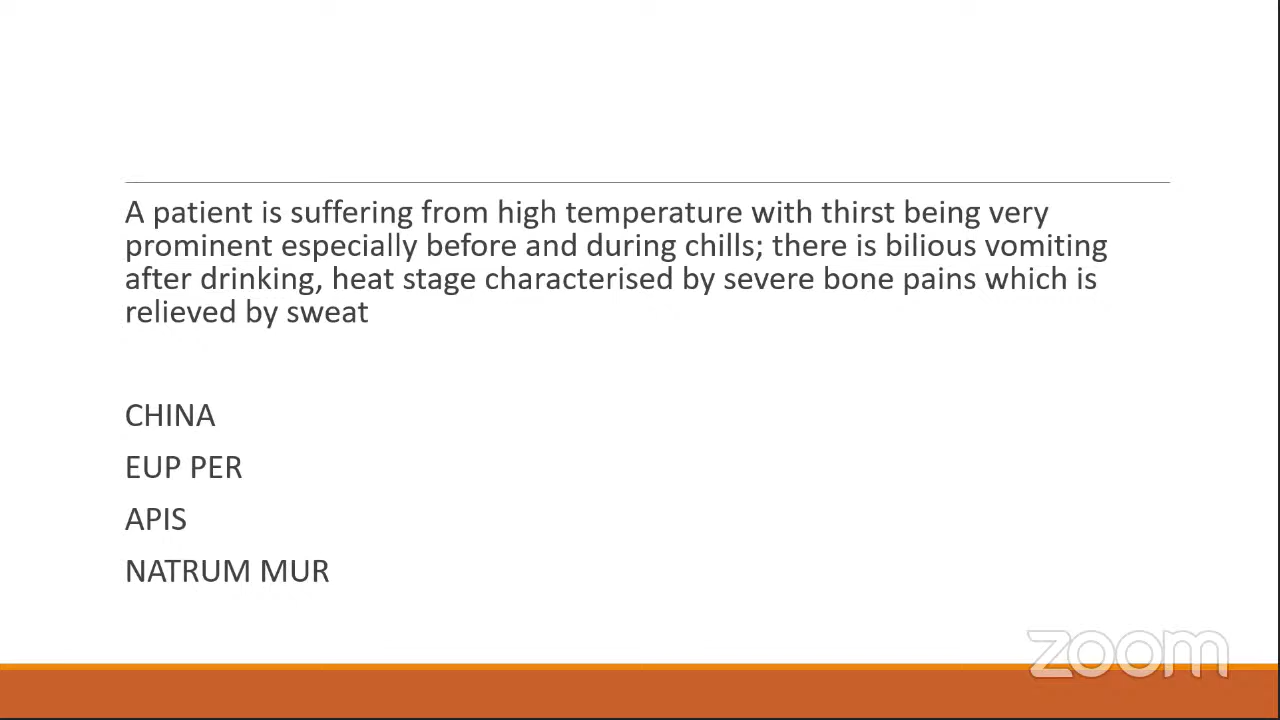 A patient is suffering from high temperature with thirst being very
prominent especially before and during chills; there is bilious vomiting
after drinking, heat stage characterised by severe bone pains which is
relieved by sweat
CHINA
EUP PER
APIS
NATRUM MUR
zoom